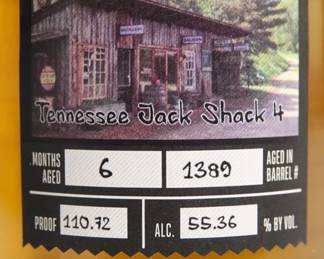 Tennessee Jack Shack 4
MONTHS AGED 6 1389 AGED IN BARREL #
PROOF 110.72 ALC. 55.36 % BY VOL.